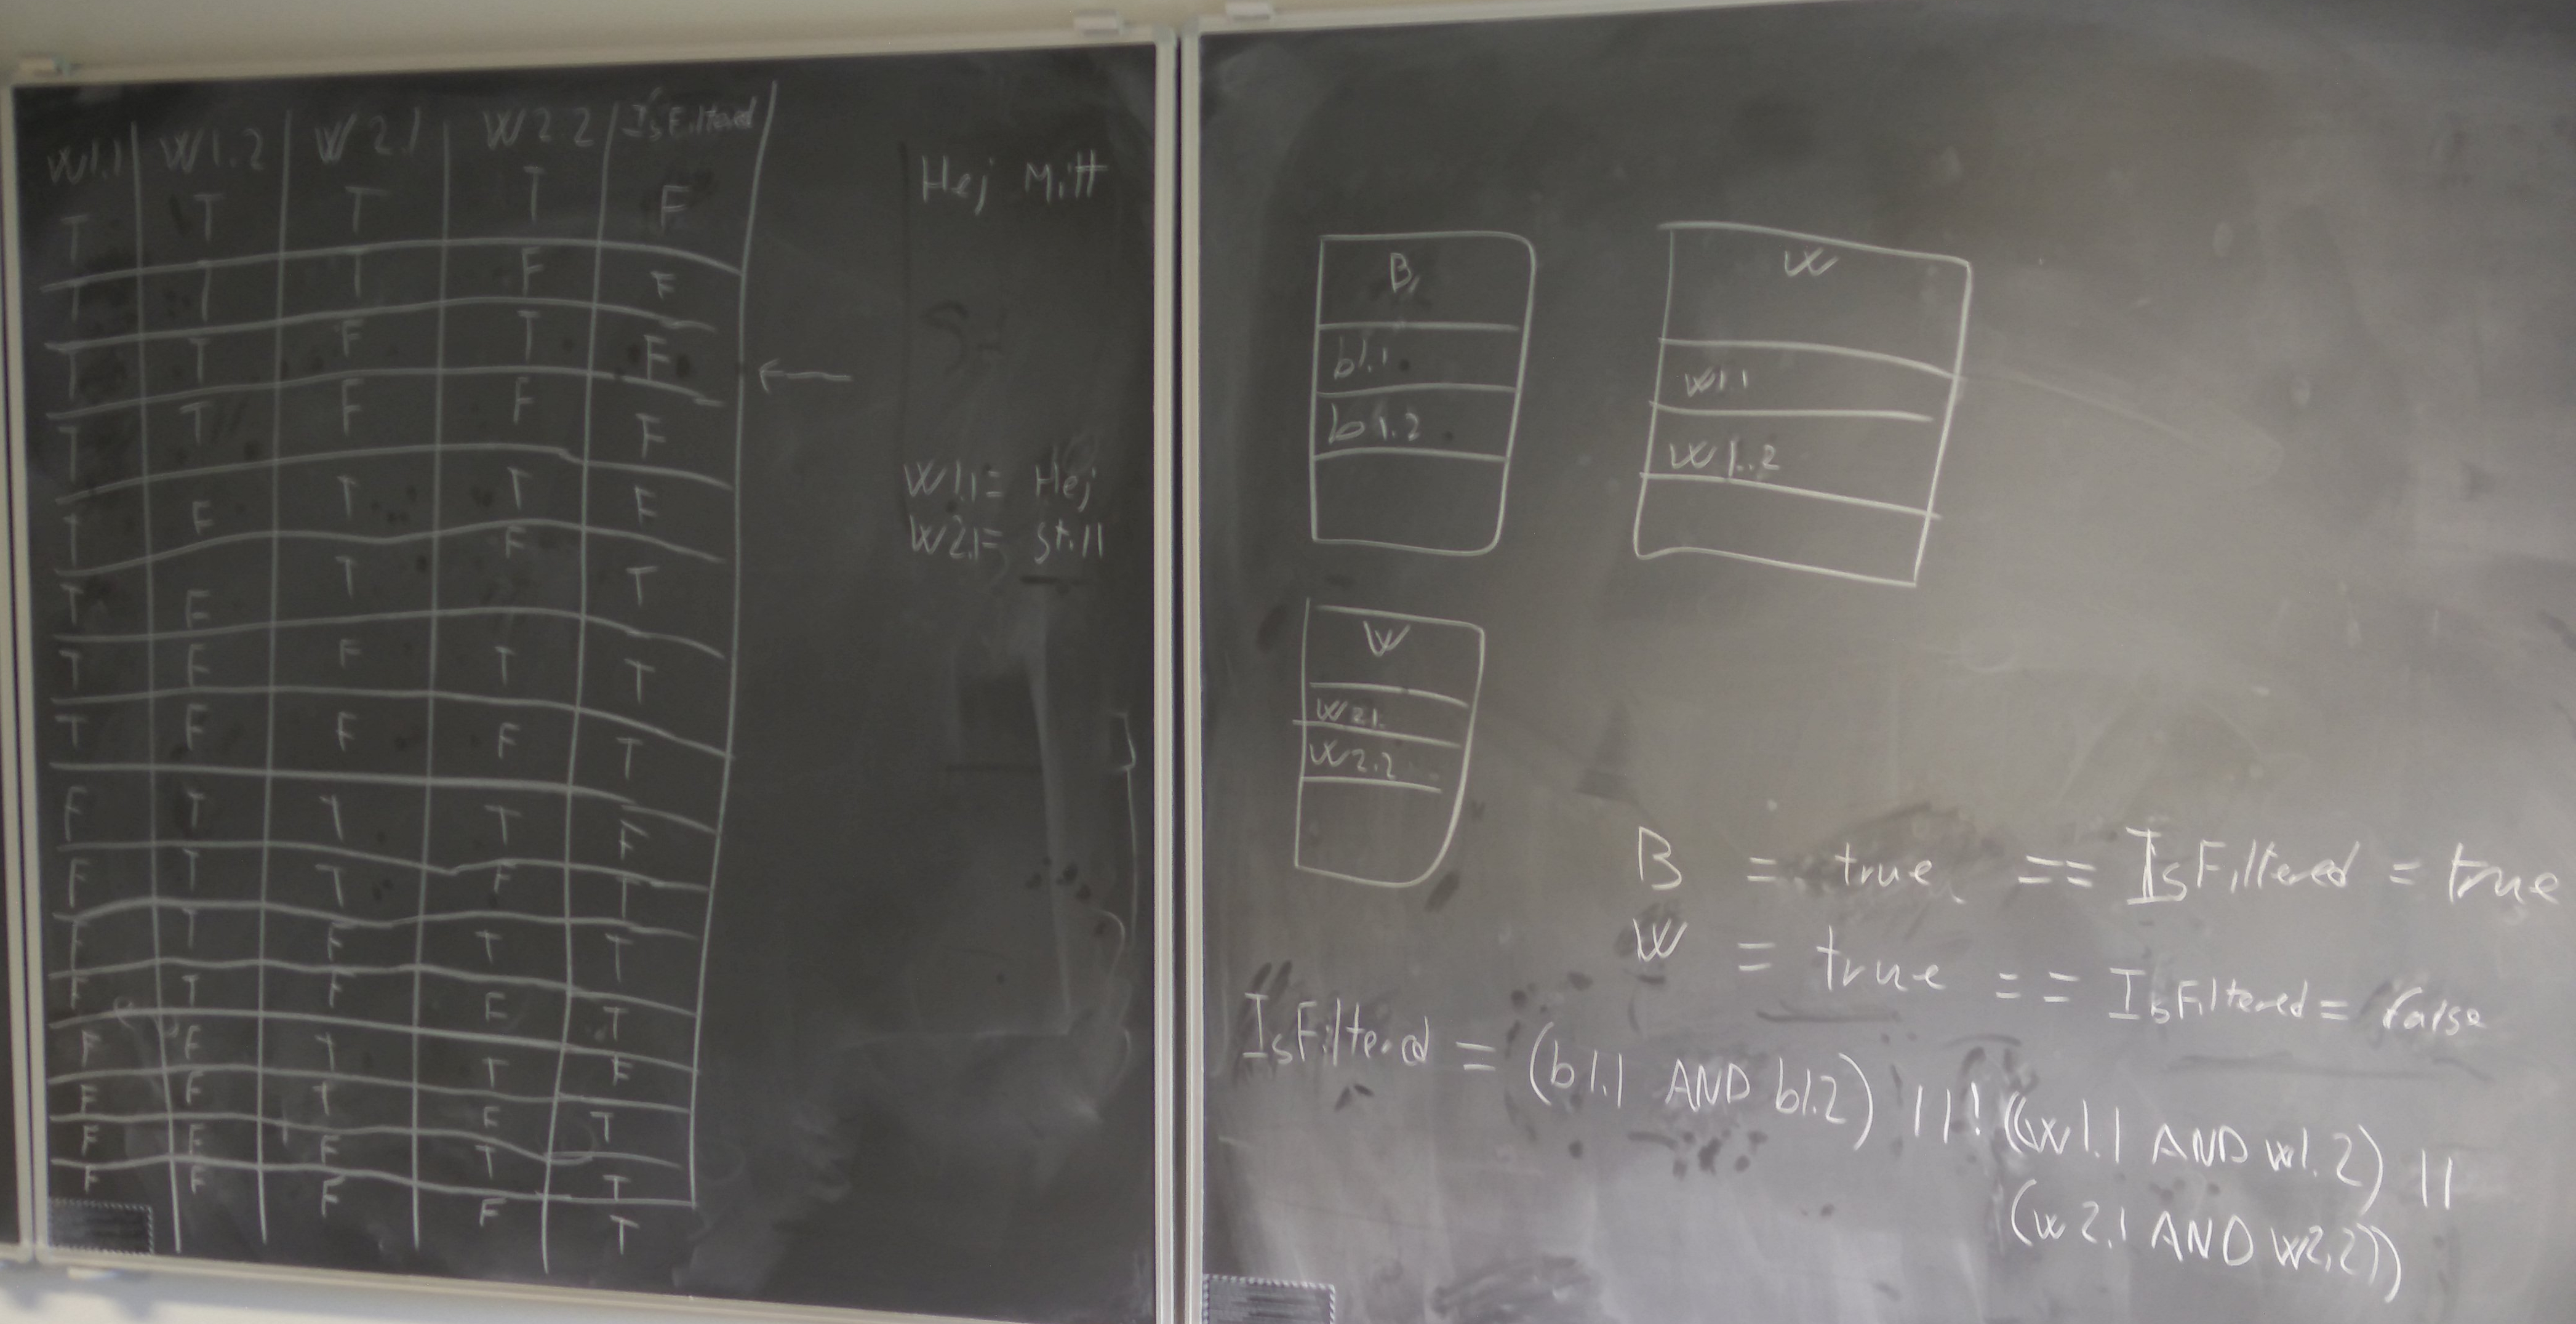 W1.1 W1.2 W2.1 W2.2 IsFiltered
T T T T F
T T T F F
T T F T F
T T F F F
T F T T F
T F T F T
T F F T T
T F F F T
F T T T F
F T T F T
F T F T T
F T F F T
F F T T F
F F T F T
F F F T T
F F F F T
Hej Mitt
←
W1.1 = Hej
W2.1 = Still
B
b1.1
b1.2
W
W1.1
W1.2
W
W2.1
W2.2
B = true == IsFiltered = true
W = true == IsFiltered = false
IsFiltered = (b1.1 AND b1.2) ||! ((w1.1 AND w1.2) ||
(w2.1 AND w2.2))